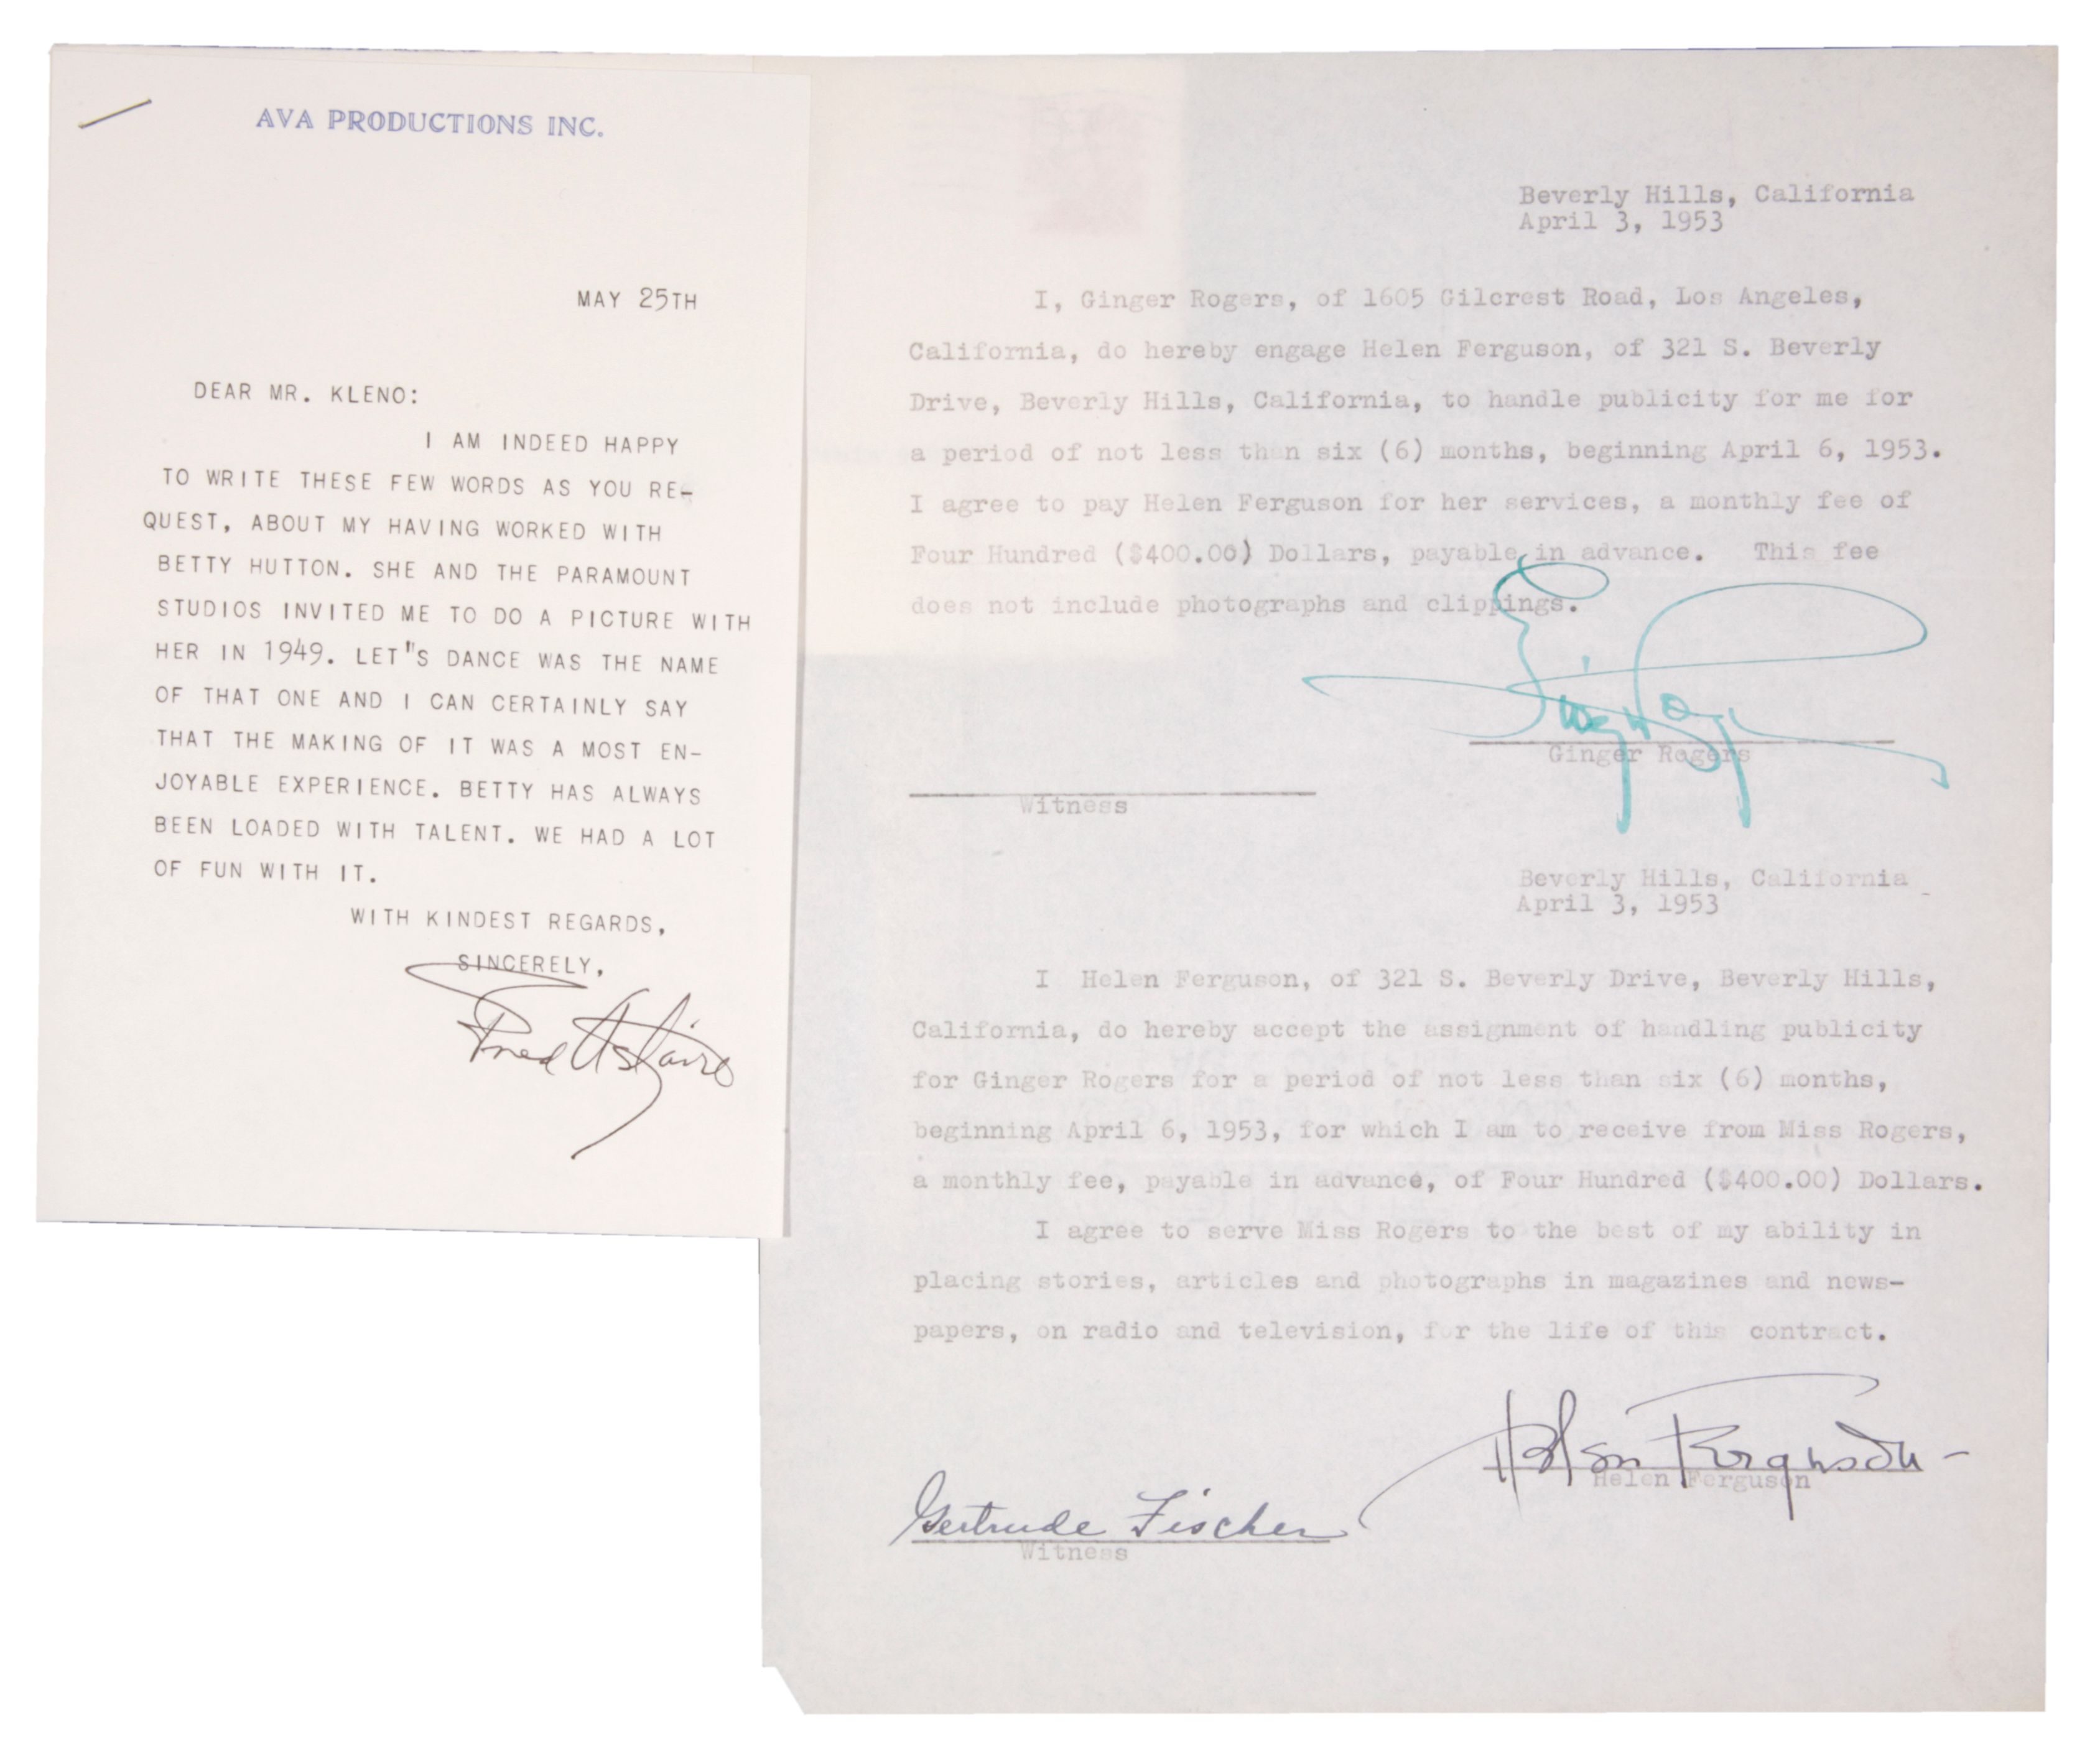 AVA PRODUCTIONS INC.
MAY 25TH
DEAR MR. KLENO:
I AM INDEED HAPPY
TO WRITE THESE FEW WORDS AS YOU RE-
QUEST, ABOUT MY HAVING WORKED WITH
BETTY HUTTON. SHE AND THE PARAMOUNT
STUDIOS INVITED ME TO DO A PICTURE WITH
HER IN 1949. LET"S DANCE WAS THE NAME
OF THAT ONE AND I CAN CERTAINLY SAY
THAT THE MAKING OF IT WAS A MOST EN-
JOYABLE EXPERIENCE. BETTY HAS ALWAYS
BEEN LOADED WITH TALENT. WE HAD A LOT
OF FUN WITH IT.
WITH KINDEST REGARDS,
SINCERELY,
Fred Astaire
Beverly Hills, California
April 3, 1953
I, Ginger Rogers, of 1605 Gilcrest Road, Los Angeles,
California, do hereby engage Helen Ferguson, of 321 S. Beverly
Drive, Beverly Hills, California, to handle publicity for me for
a period of not less than six (6) months, beginning April 6, 1953.
I agree to pay Helen Ferguson for her services, a monthly fee of
Four Hundred ($400.00) Dollars, payable in advance. This fee
does not include photographs and clippings.
Ginger Rogers
Ginger Rogers
Witness
Beverly Hills, California
April 3, 1953
I Helen Ferguson, of 321 S. Beverly Drive, Beverly Hills,
California, do hereby accept the assignment of handling publicity
for Ginger Rogers for a period of not less than six (6) months,
beginning April 6, 1953, for which I am to receive from Miss Rogers,
a monthly fee, payable in advance, of Four Hundred ($400.00) Dollars.
I agree to serve Miss Rogers to the best of my ability in
placing stories, articles and photographs in magazines and news-
papers, on radio and television, for the life of this contract.
Helen Ferguson
Helen Ferguson
Gertrude Fischer
Witness